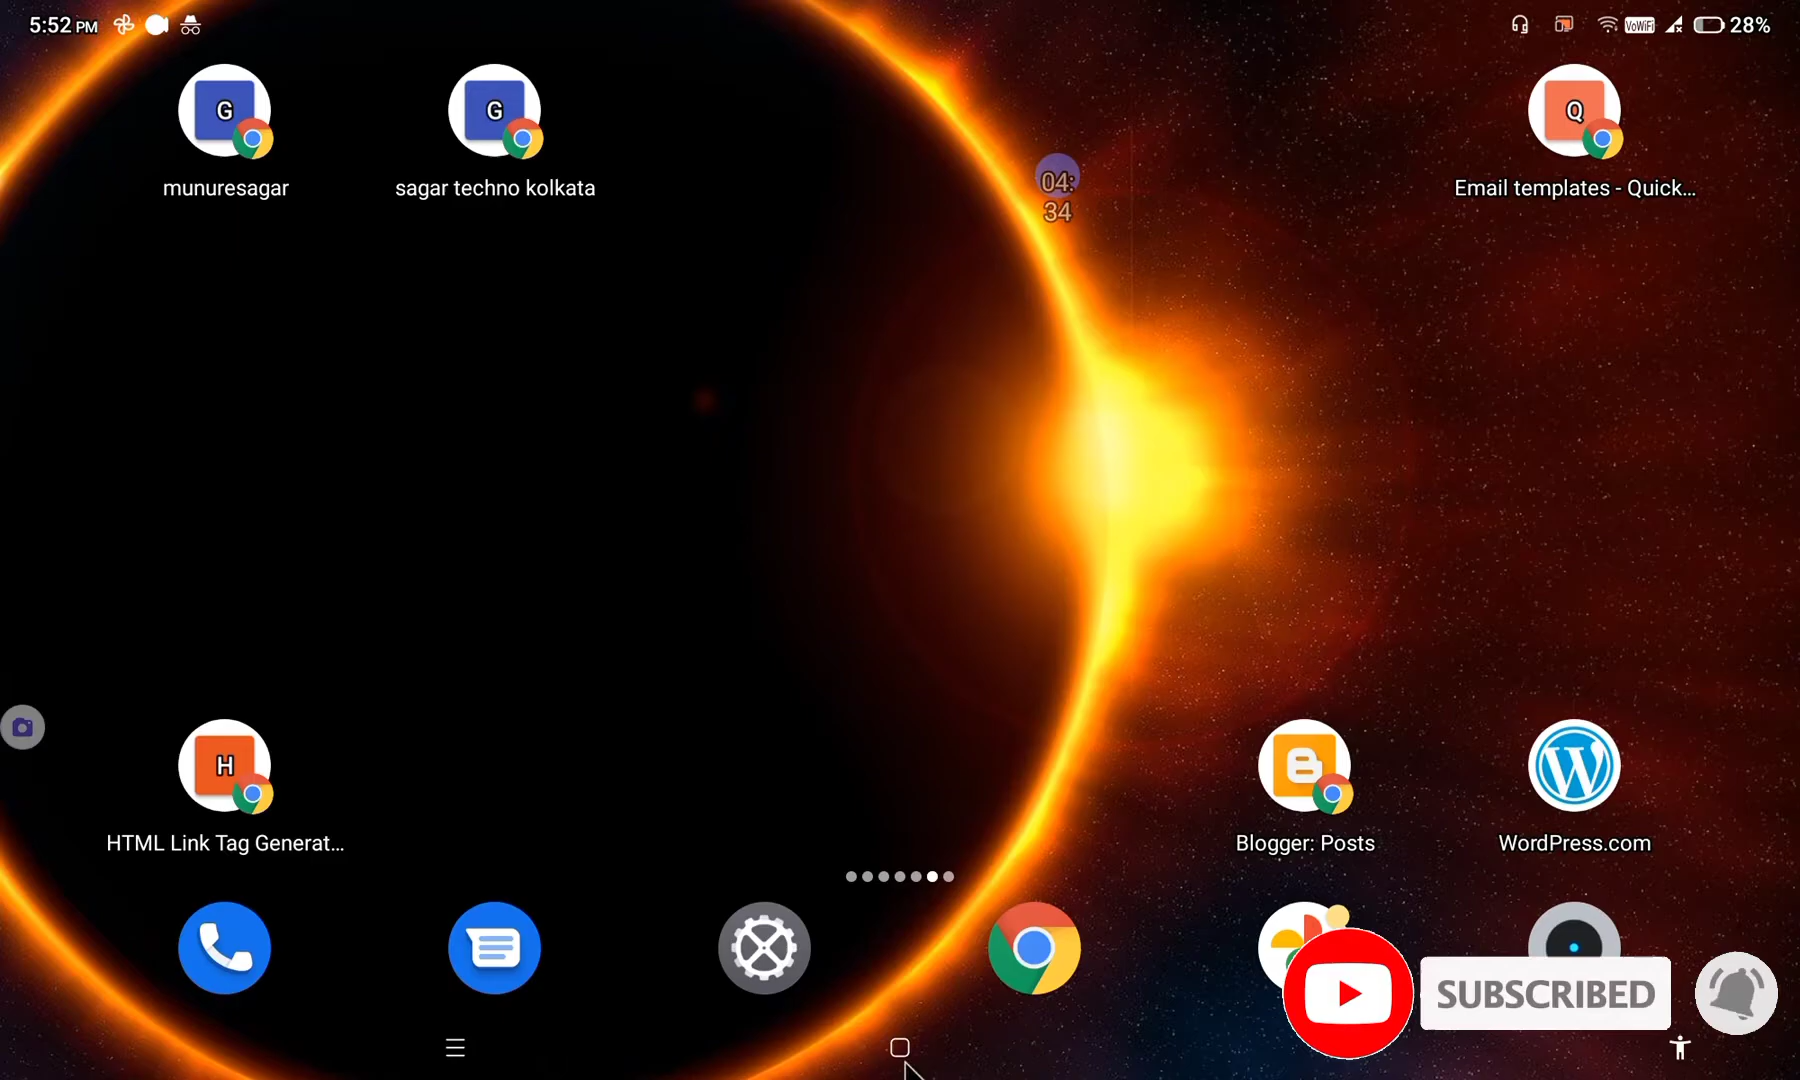 5:52 PM
VoWiFi
28%
G
G
Q
munuresagar
sagar techno kolkata
Email templates - Quick...
04:
34
H
HTML Link Tag Generat...
Blogger: Posts
W
WordPress.com
SUBSCRIBED